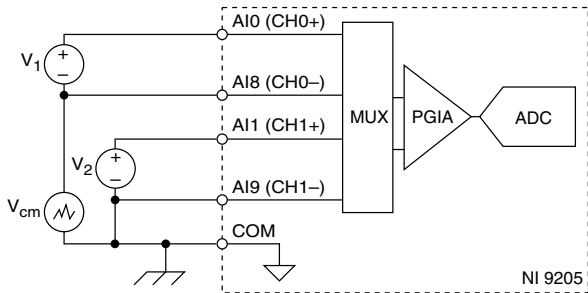 AI0 (CH0+)
V1
+
–
AI8 (CH0–)
MUX
PGIA
ADC
AI1 (CH1+)
V2
+
–
AI9 (CH1–)
Vcm
COM
NI 9205